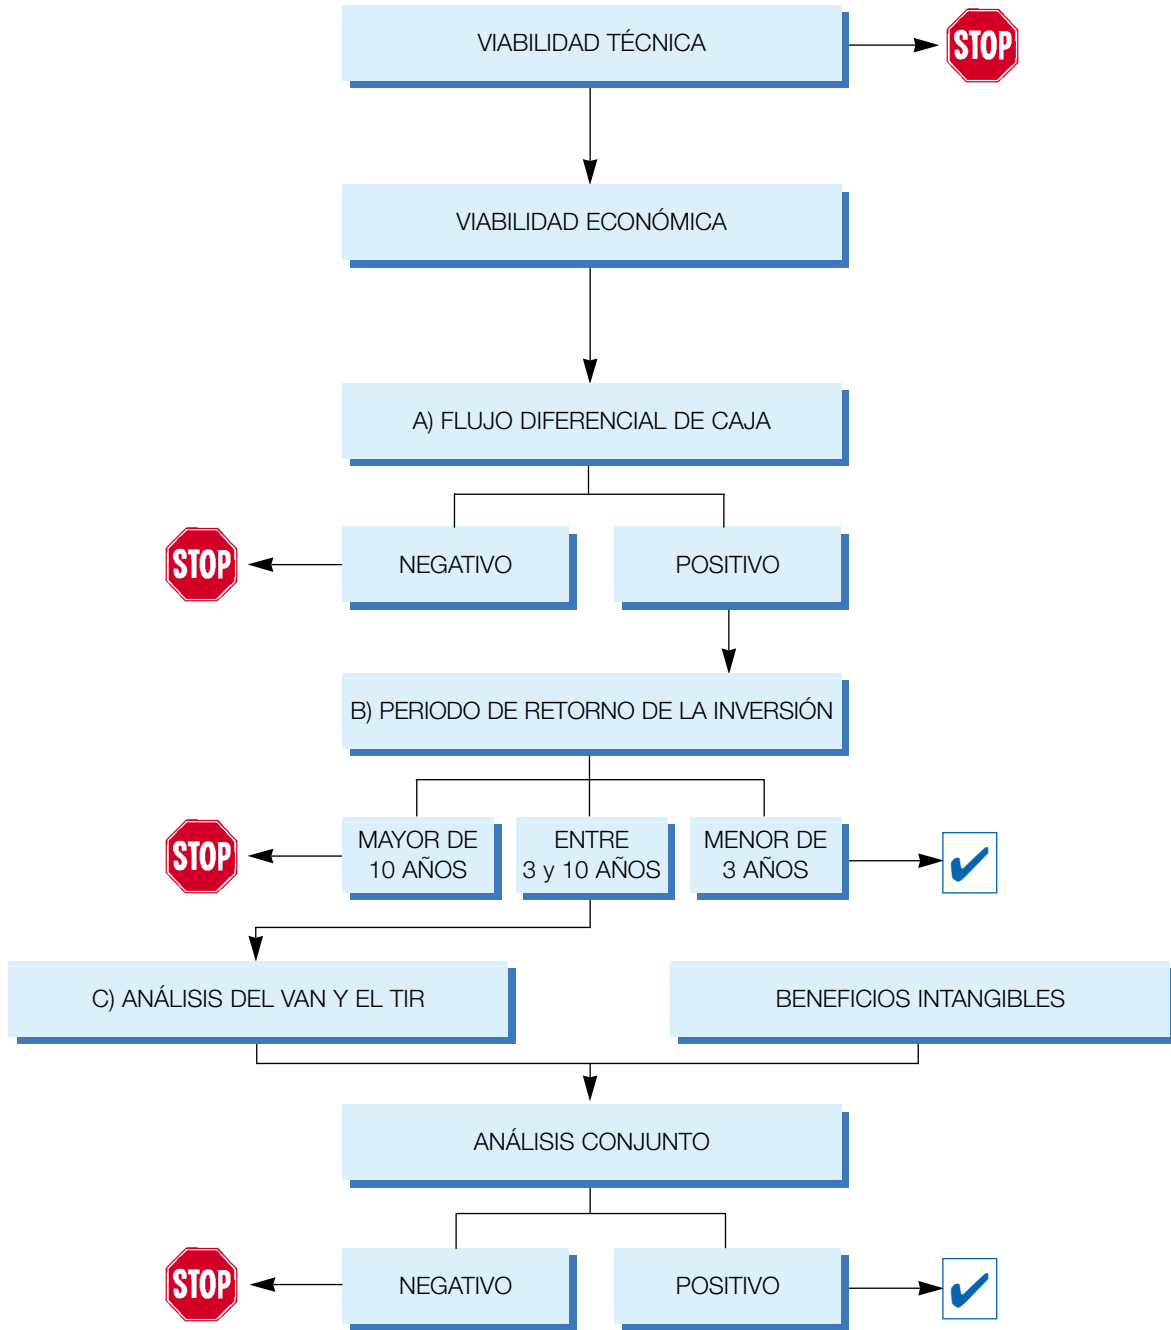 VIABILIDAD TÉCNICA
STOP
VIABILIDAD ECONÓMICA
A) FLUJO DIFERENCIAL DE CAJA
STOP
NEGATIVO
POSITIVO
B) PERIODO DE RETORNO DE LA INVERSIÓN
STOP
MAYOR DE
10 AÑOS
ENTRE
3 y 10 AÑOS
MENOR DE
3 AÑOS
C) ANÁLISIS DEL VAN Y EL TIR
BENEFICIOS INTANGIBLES
ANÁLISIS CONJUNTO
STOP
NEGATIVO
POSITIVO